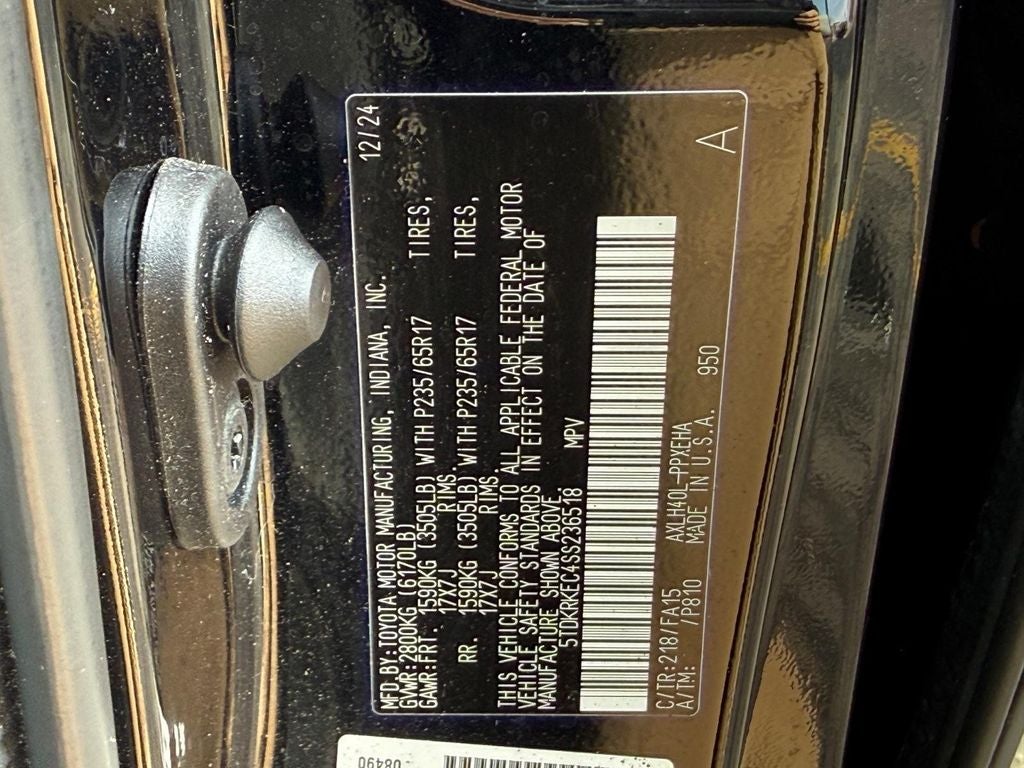 12/24
MFD.BY:TOYOTA MOTOR MANUFACTURING, INDIANA, INC.
GVWR:2800KG (6170LB)
GAWR:FRT. 1590KG (3505LB) WITH P235/65R17 TIRES,
17X7J RIMS,
RR. 1590KG (3505LB) WITH P235/65R17 TIRES,
17X7J RIMS
THIS VEHICLE CONFORMS TO ALL APPLICABLE FEDERAL MOTOR
VEHICLE SAFETY STANDARDS IN EFFECT ON THE DATE OF
MANUFACTURE SHOWN ABOVE.
5TDKRKEC4SS236518 MPV
C/TR:218/FA15 AXLH40L-PPXEHA
A/TM: /P810 MADE IN U.S.A. 950
A
08490